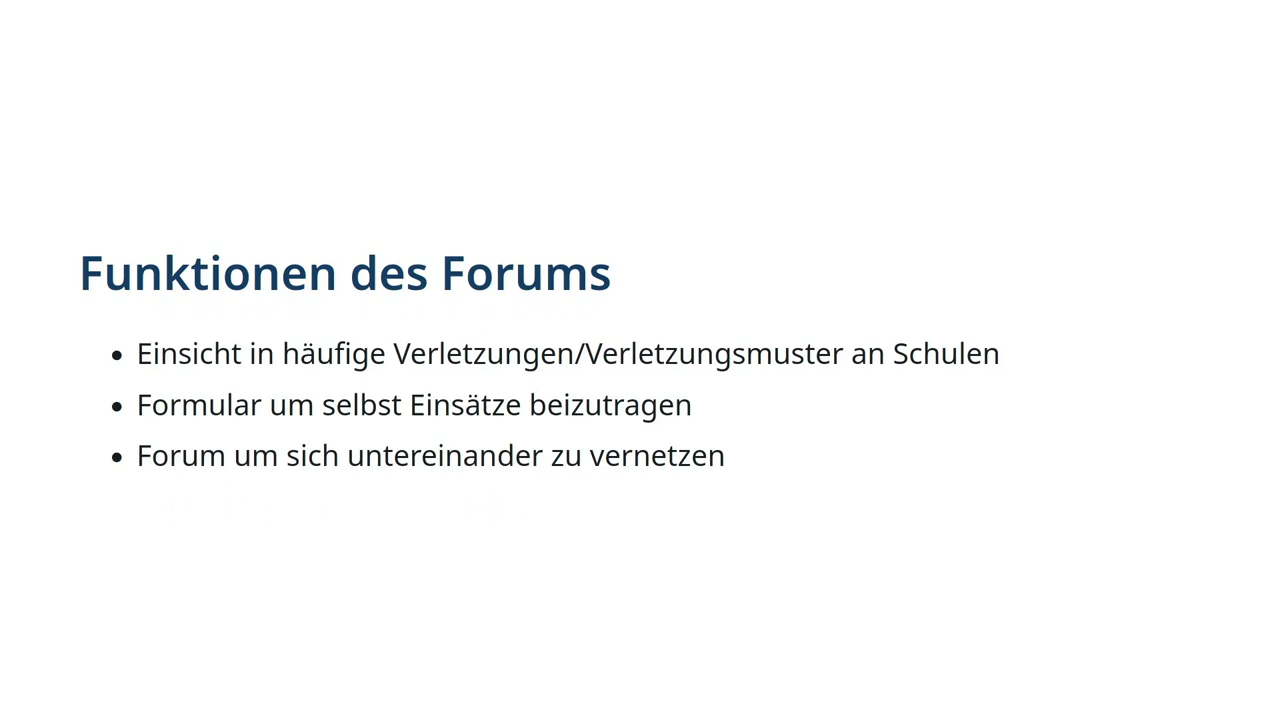 Funktionen des Forums
Einsicht in häufige Verletzungen/Verletzungsmuster an Schulen
Formular um selbst Einsätze beizutragen
Forum um sich untereinander zu vernetzen